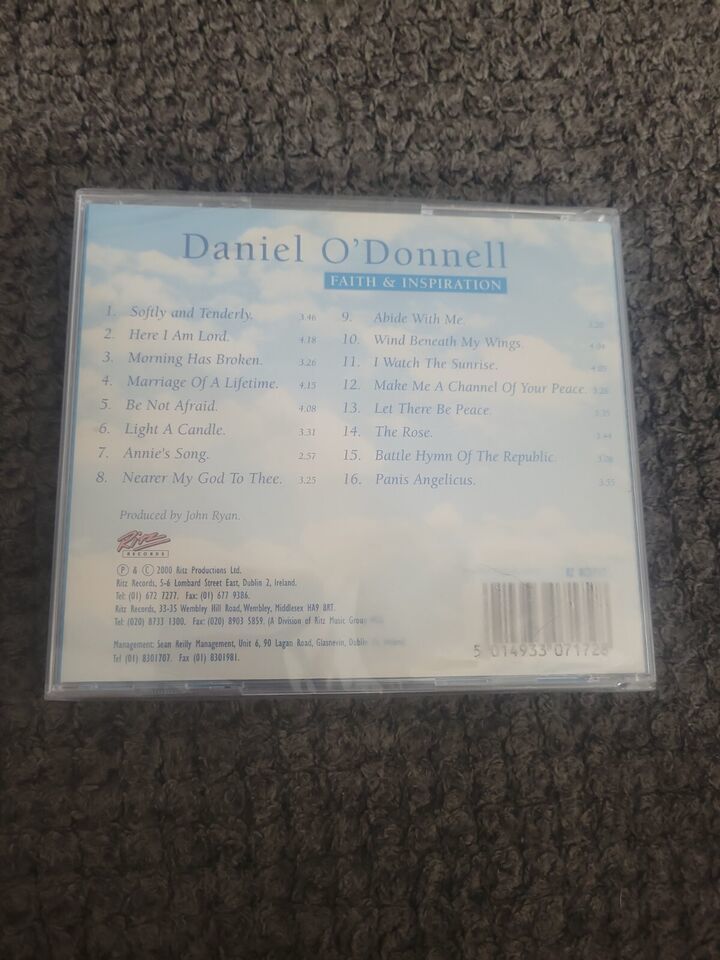 Daniel O'Donnell
FAITH & INSPIRATION
1. Softly and Tenderly. 3.46
2. Here I Am Lord. 4.18
3. Morning Has Broken. 3.26
4. Marriage Of A Lifetime. 4.15
5. Be Not Afraid. 4.08
6. Light A Candle. 3.31
7. Annie's Song. 2.57
8. Nearer My God To Thee. 3.25
9. Abide With Me.
10. Wind Beneath My Wings. 4.04
11. I Watch The Sunrise.
12. Make Me A Channel Of Your Peace.
13. Let There Be Peace.
14. The Rose. 3.44
15. Battle Hymn Of The Republic.
16. Panis Angelicus. 3.55
Produced by John Ryan.
Ritz
RECORDS
℗ & © 2000 Ritz Productions Ltd.
Ritz Records, 5-6 Lombard Street East, Dublin 2, Ireland.
Tel: (01) 672 7277. Fax: (01) 677 9386.
Ritz Records, 33-35 Wembley Hill Road, Wembley, Middlesex HA9 8RT.
Tel: (020) 8733 1300. Fax: (020) 8903 5859. (A Division of Ritz Music Group
Management: Sean Reilly Management, Unit 6, 90 Lagan Road, Glasnevin, Dublin
Tel (01) 8301707. Fax (01) 8301981.
5 014933 071726